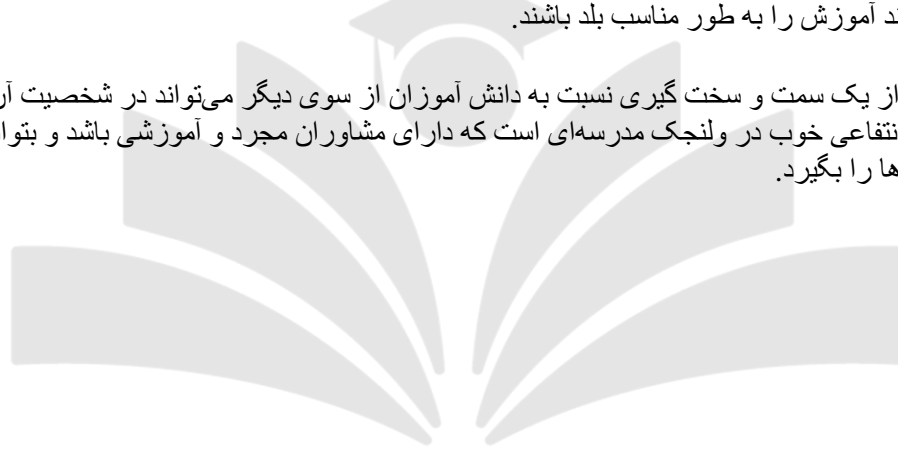 ند آموزش را به طور مناسب بلد باشند.
از یک سمت و سخت گیری نسبت به دانش آموزان از سوی دیگر می‌تواند در شخصیت آن
نتفاعی خوب در ولنجک مدرسه‌ای است که دارای مشاوران مجرد و آموزشی باشد و بتوا
ها را بگیرد.